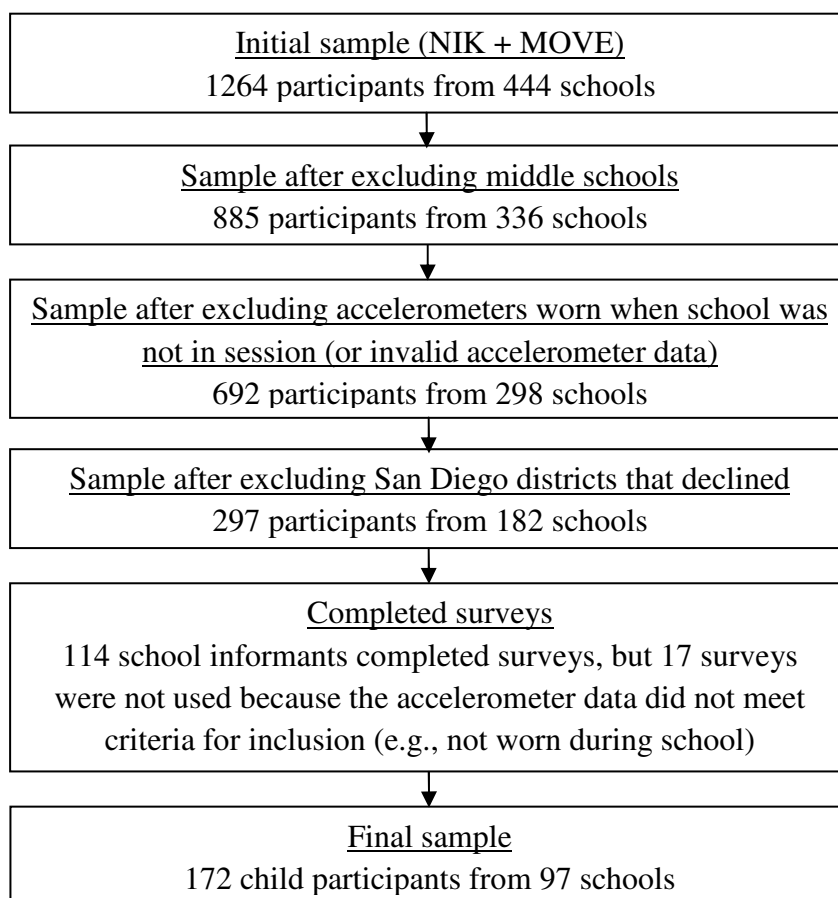 Initial sample (NIK + MOVE)
1264 participants from 444 schools
Sample after excluding middle schools
885 participants from 336 schools
Sample after excluding accelerometers worn when school was
not in session (or invalid accelerometer data)
692 participants from 298 schools
Sample after excluding San Diego districts that declined
297 participants from 182 schools
Completed surveys
114 school informants completed surveys, but 17 surveys
were not used because the accelerometer data did not meet
criteria for inclusion (e.g., not worn during school)
Final sample
172 child participants from 97 schools